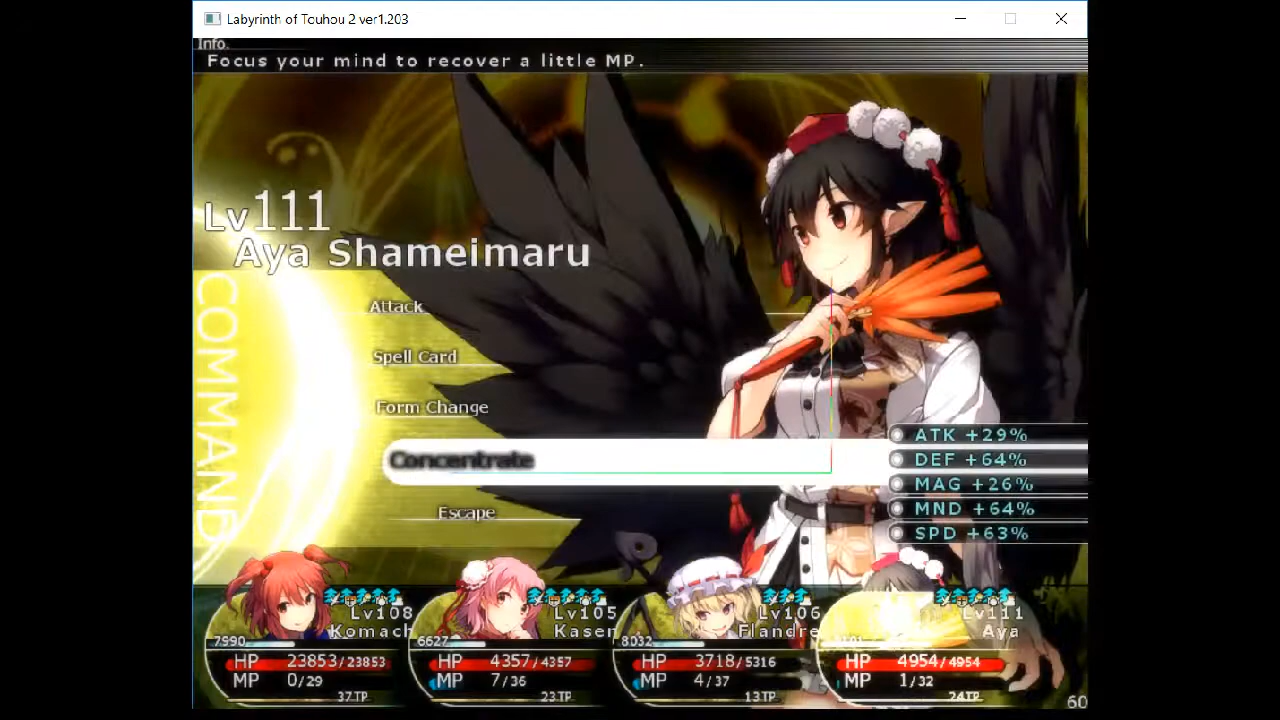 Labyrinth of Touhou 2 ver1.203
Info.
Focus your mind to recover a little MP.
Lv111
Aya Shameimaru
COMMAND
Attack
Spell Card
Form Change
Concentrate
Escape
ATK +29%
DEF +64%
MAG +26%
MND +64%
SPD +63%
Lv108
Komach
7990
HP 23853/23853
MP 0/29
37TP
Lv105
Kasen
6627
HP 4357/4357
MP 7/36
23TP
Lv106
Flandre
8032
HP 3718/5316
MP 4/37
13TP
Lv111
Aya
HP 4954/4954
MP 1/32
24TP
60